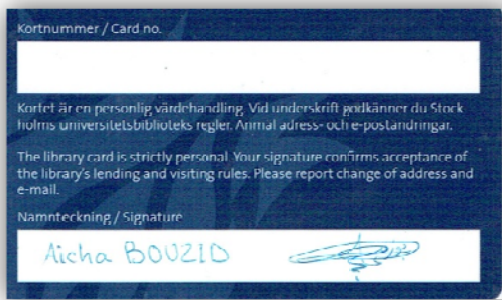 Kortnummer / Card no.
Kortet är en personlig värdehandling. Vid underskrift godkänner du Stock
holms universitetsbiblioteks regler. Anmäl adress- och e-poständringar.
The library card is strictly personal. Your signature confirms acceptance of
the library's lending and visiting rules. Please report change of address and
e-mail.
Namnteckning / Signature
Aicha BOUZID